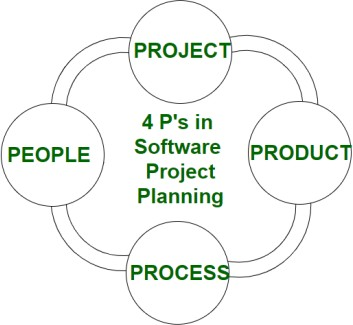 PROJECT
4 P's in
Software
Project
Planning
PEOPLE
PRODUCT
PROCESS